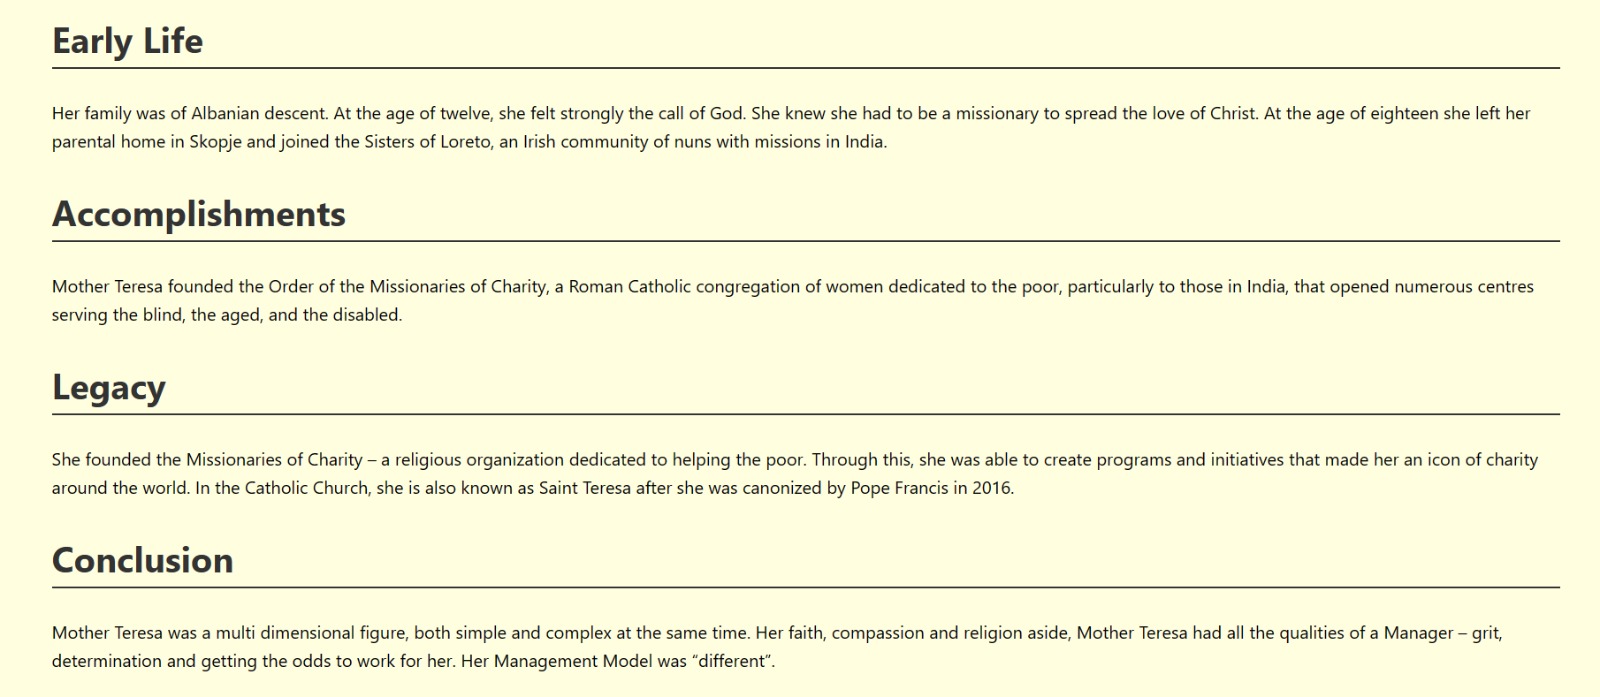 Early Life
Her family was of Albanian descent. At the age of twelve, she felt strongly the call of God. She knew she had to be a missionary to spread the love of Christ. At the age of eighteen she left her
parental home in Skopje and joined the Sisters of Loreto, an Irish community of nuns with missions in India.
Accomplishments
Mother Teresa founded the Order of the Missionaries of Charity, a Roman Catholic congregation of women dedicated to the poor, particularly to those in India, that opened numerous centres
serving the blind, the aged, and the disabled.
Legacy
She founded the Missionaries of Charity – a religious organization dedicated to helping the poor. Through this, she was able to create programs and initiatives that made her an icon of charity
around the world. In the Catholic Church, she is also known as Saint Teresa after she was canonized by Pope Francis in 2016.
Conclusion
Mother Teresa was a multi dimensional figure, both simple and complex at the same time. Her faith, compassion and religion aside, Mother Teresa had all the qualities of a Manager – grit,
determination and getting the odds to work for her. Her Management Model was “different”.